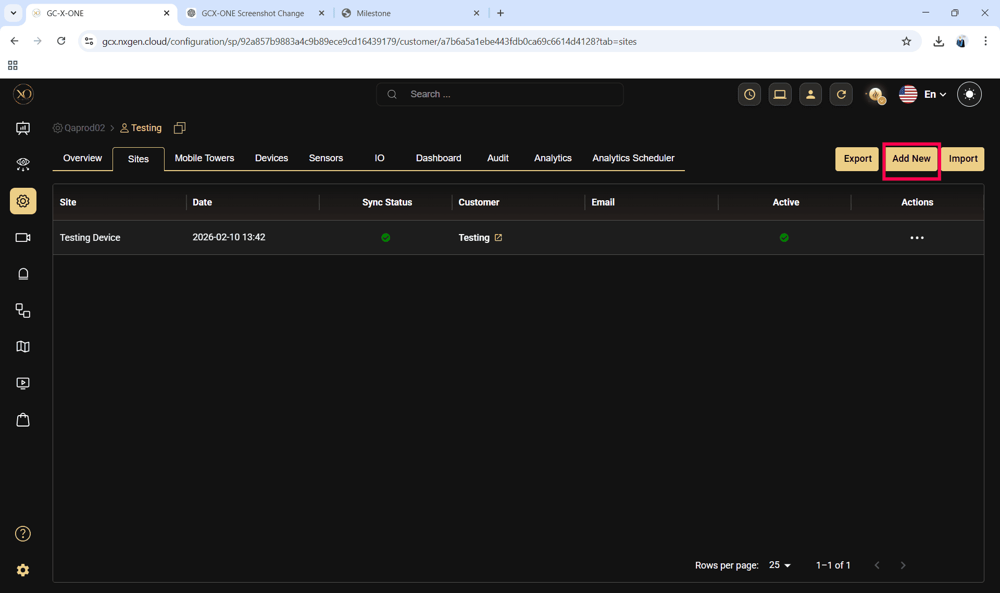 GC-X-ONE
GCX-ONE Screenshot Change
Milestone
gcx.nxgen.cloud/configuration/sp/92a857b9883a4c9b89ece9cd16439179/customer/a7b6a5a1ebe443fdb0ca69c6614d4128?tab=sites
XO
Search ...
En
Qaprod02 > Testing
Overview Sites Mobile Towers Devices Sensors IO Dashboard Audit Analytics Analytics Scheduler
Export Add New Import
Site Date Sync Status Customer Email Active Actions
Testing Device 2026-02-10 13:42 Testing
Rows per page: 25 1–1 of 1